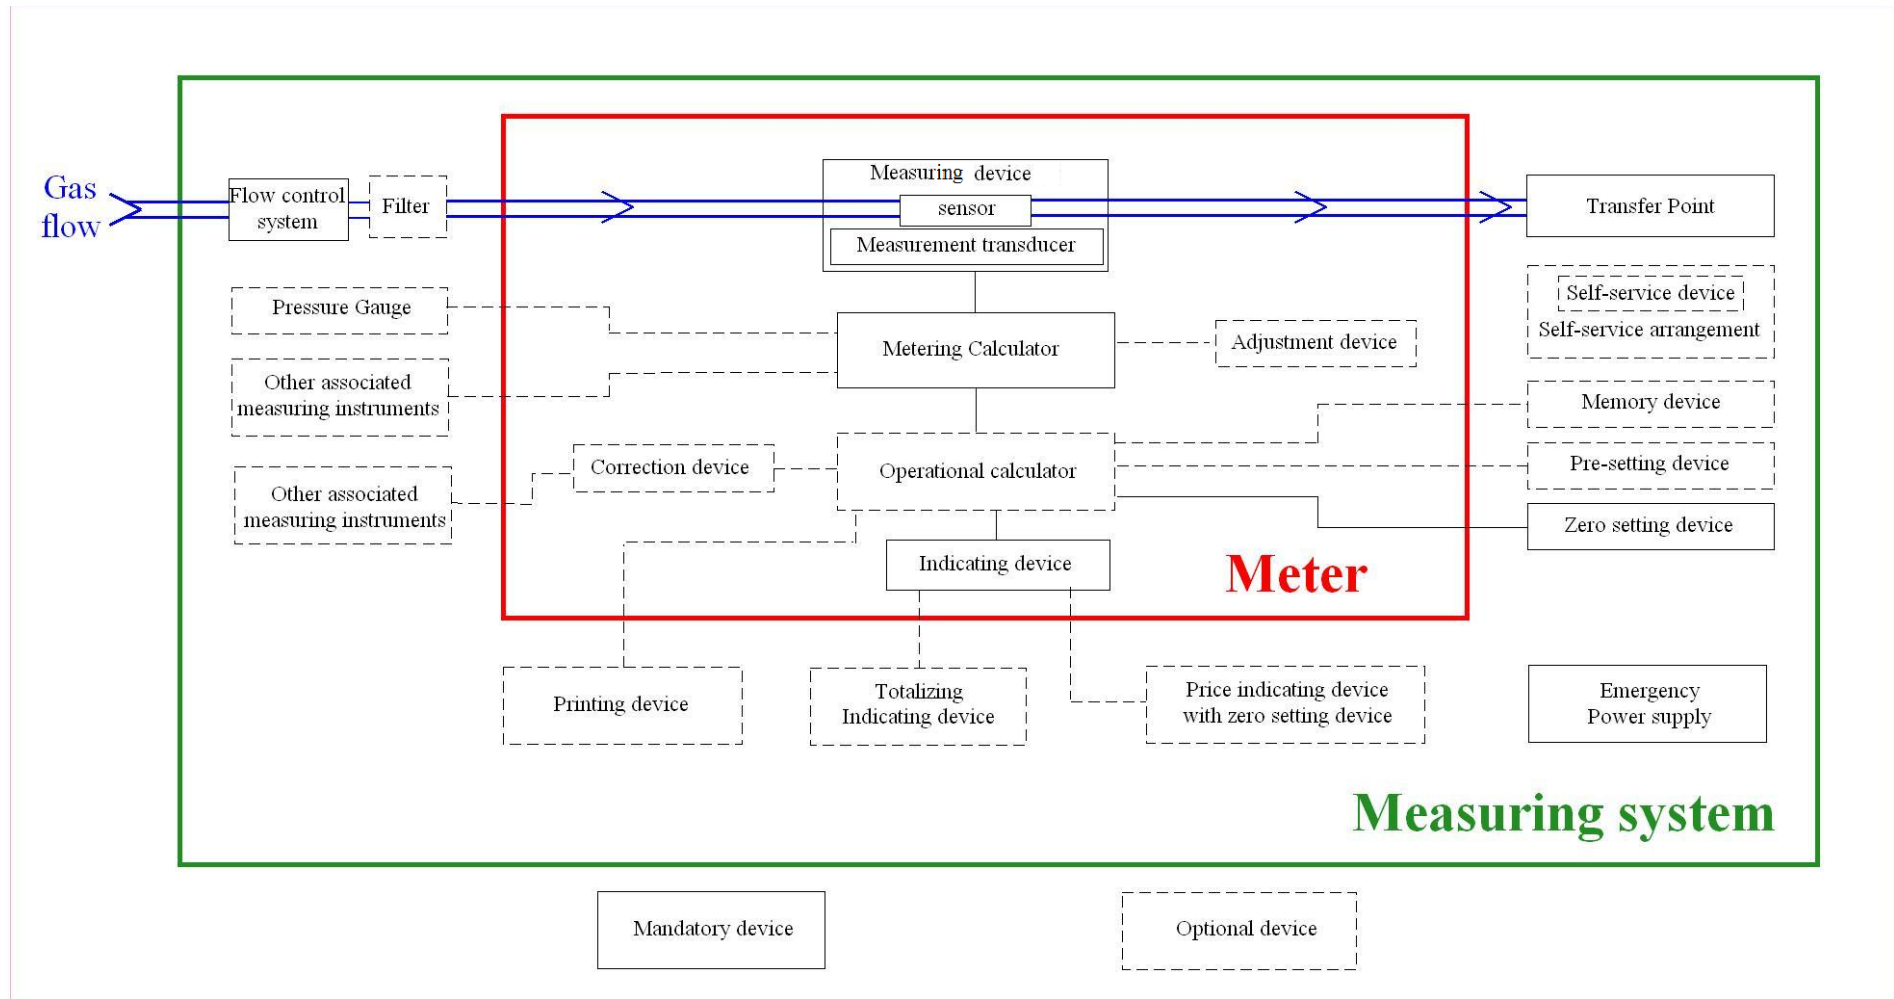 Gas
flow
Flow control
system
Filter
Measuring device
sensor
Measurement transducer
Transfer Point
Pressure Gauge
Metering Calculator
Adjustment device
Self-service device
Self-service arrangement
Other associated
measuring instruments
Memory device
Correction device
Operational calculator
Pre-setting device
Other associated
measuring instruments
Zero setting device
Indicating device
Meter
Printing device
Totalizing
Indicating device
Price indicating device
with zero setting device
Emergency
Power supply
Measuring system
Mandatory device
Optional device